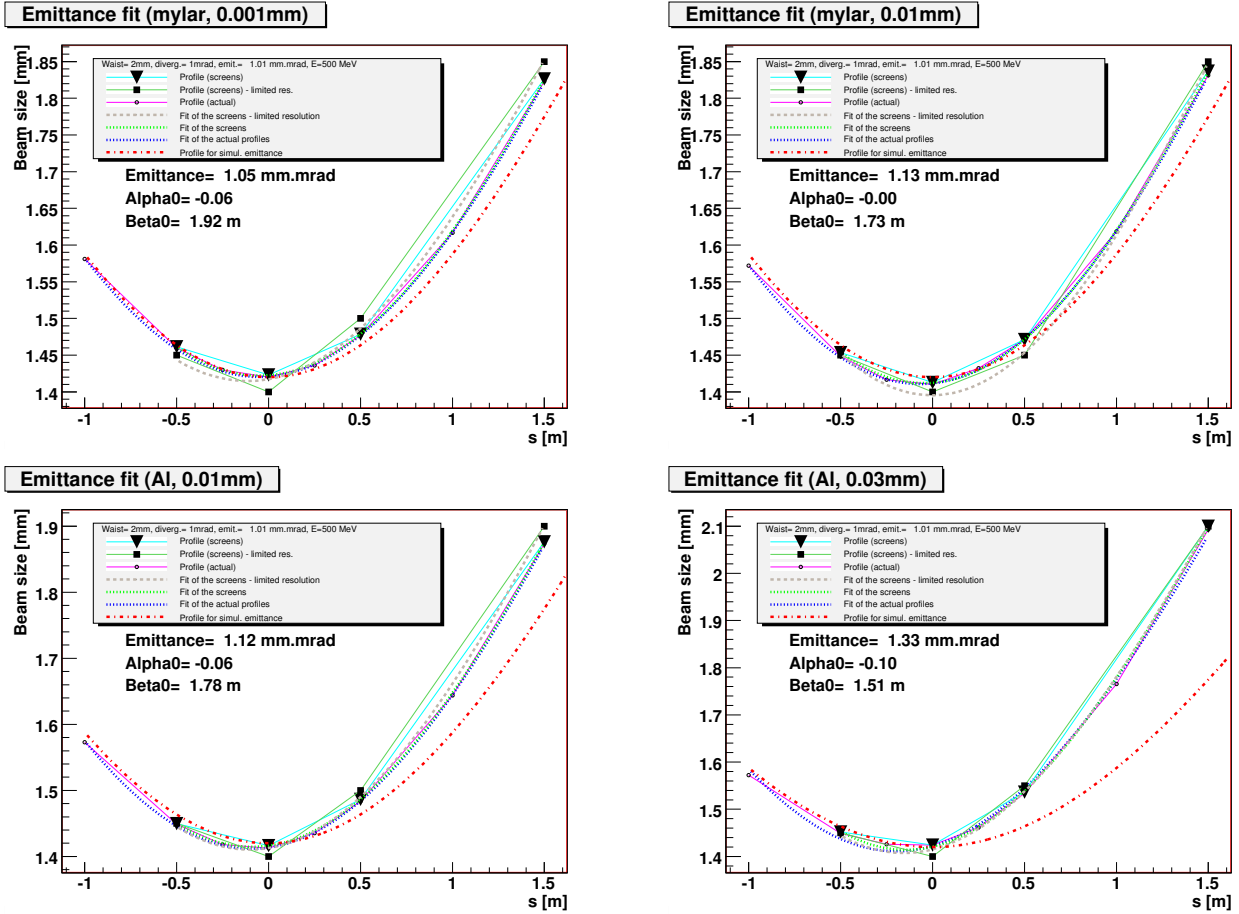 Emittance fit (mylar, 0.001mm)
Beam size [mm]
1.85
1.8
1.75
1.7
1.65
1.6
1.55
1.5
1.45
1.4
Waist= 2mm, diverg.= 1mrad, emit.= 1.01 mm.mrad, E=500 MeV
Profile (screens)
Profile (screens) - limited res.
Profile (actual)
Fit of the screens - limited resolution
Fit of the screens
Fit of the actual profiles
Profile for simul. emittance
Emittance= 1.05 mm.mrad
Alpha0= -0.06
Beta0= 1.92 m
-1 -0.5 0 0.5 1 1.5
s [m]
Emittance fit (mylar, 0.01mm)
Beam size [mm]
1.85
1.8
1.75
1.7
1.65
1.6
1.55
1.5
1.45
1.4
Waist= 2mm, diverg.= 1mrad, emit.= 1.01 mm.mrad, E=500 MeV
Profile (screens)
Profile (screens) - limited res.
Profile (actual)
Fit of the screens - limited resolution
Fit of the screens
Fit of the actual profiles
Profile for simul. emittance
Emittance= 1.13 mm.mrad
Alpha0= -0.00
Beta0= 1.73 m
-1 -0.5 0 0.5 1 1.5
s [m]
Emittance fit (Al, 0.01mm)
Beam size [mm]
1.9
1.8
1.7
1.6
1.5
1.4
Waist= 2mm, diverg.= 1mrad, emit.= 1.01 mm.mrad, E=500 MeV
Profile (screens)
Profile (screens) - limited res.
Profile (actual)
Fit of the screens - limited resolution
Fit of the screens
Fit of the actual profiles
Profile for simul. emittance
Emittance= 1.12 mm.mrad
Alpha0= -0.06
Beta0= 1.78 m
-1 -0.5 0 0.5 1 1.5
s [m]
Emittance fit (Al, 0.03mm)
Beam size [mm]
2.1
2
1.9
1.8
1.7
1.6
1.5
1.4
Waist= 2mm, diverg.= 1mrad, emit.= 1.01 mm.mrad, E=500 MeV
Profile (screens)
Profile (screens) - limited res.
Profile (actual)
Fit of the screens - limited resolution
Fit of the screens
Fit of the actual profiles
Profile for simul. emittance
Emittance= 1.33 mm.mrad
Alpha0= -0.10
Beta0= 1.51 m
-1 -0.5 0 0.5 1 1.5
s [m]